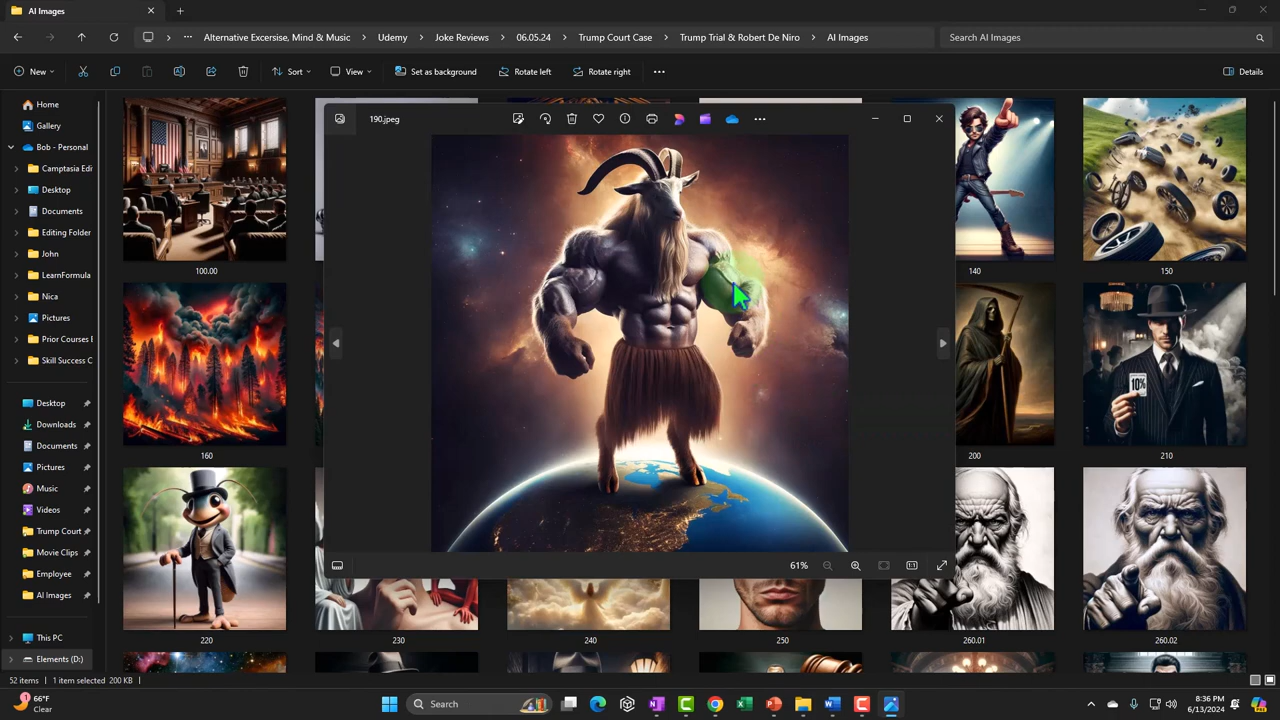 AI Images
Alternative Excersise, Mind & Music
Udemy
Joke Reviews
06.05.24
Trump Court Case
Trump Trial & Robert De Niro
AI Images
Search AI Images
New
Sort
View
Set as background
Rotate left
Rotate right
Details
Home
Gallery
Bob - Personal
Camptasia Edi
Desktop
Documents
Editing Folder
John
LearnFormula
Nica
Pictures
Prior Courses E
Skill Success C
Desktop
Downloads
Documents
Pictures
Music
Videos
Trump Court
Movie Clips
Employee
AI Images
This PC
Elements (D:)
190.jpeg
61%
100.00
140
150
160
200
10%
210
220
230
240
250
260.01
260.02
52 items
1 item selected 200 KB
1
66°F
Clear
Search
8:36 PM
6/13/2024